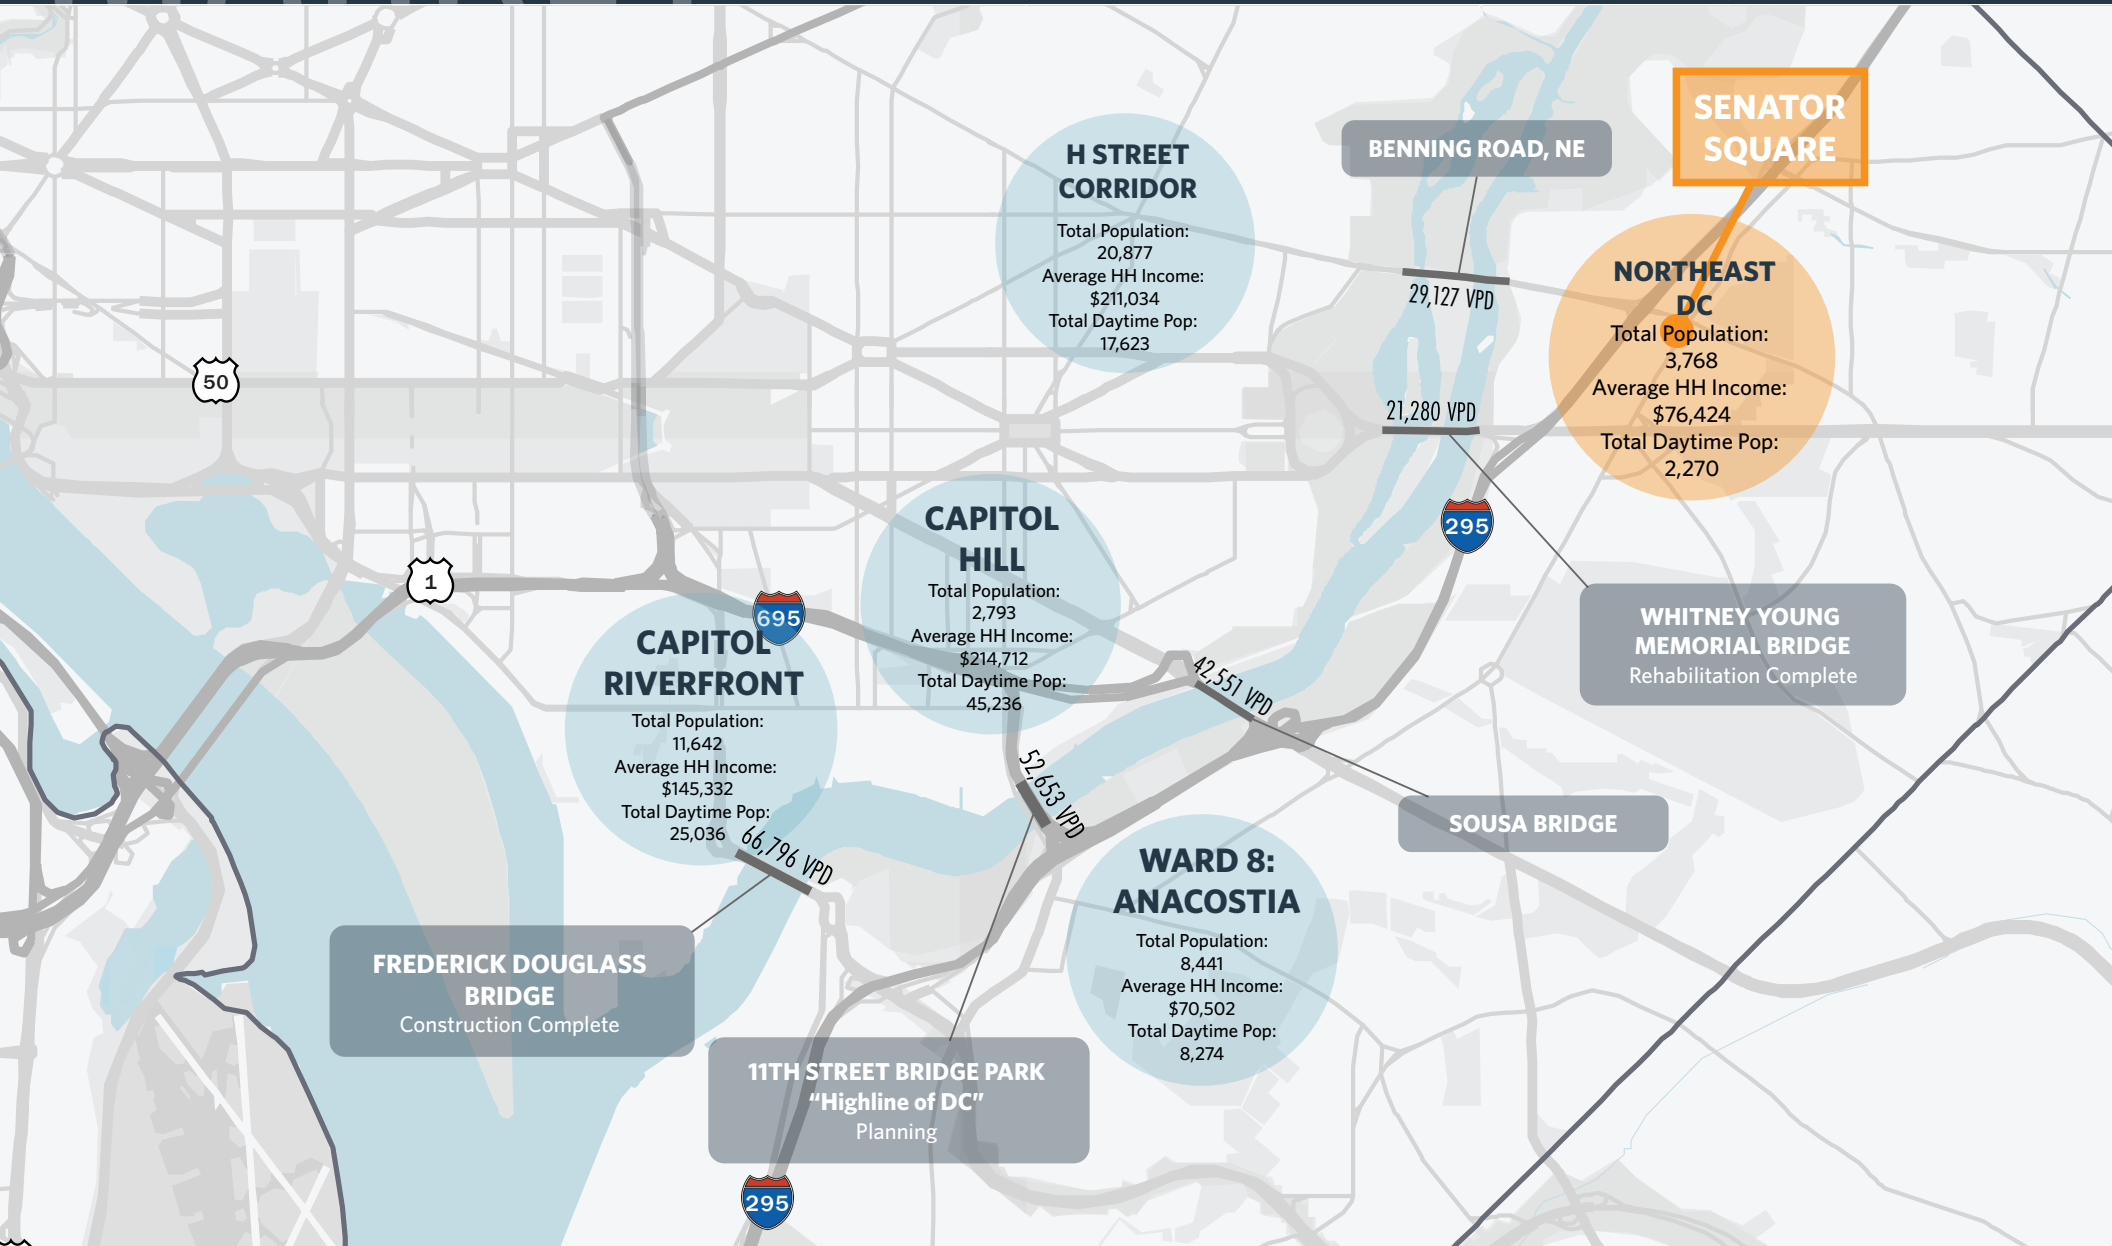 SENATOR
SQUARE
BENNING ROAD, NE
H STREET
CORRIDOR
Total Population:
20,877
Average HH Income:
$211,034
Total Daytime Pop:
17,623
29,127 VPD
NORTHEAST
DC
Total Population:
3,768
Average HH Income:
$76,424
Total Daytime Pop:
2,270
50
21,280 VPD
295
CAPITOL
HILL
Total Population:
2,793
Average HH Income:
$214,712
Total Daytime Pop:
45,236
1
695
CAPITOL
RIVERFRONT
Total Population:
11,642
Average HH Income:
$145,332
Total Daytime Pop:
25,036
WHITNEY YOUNG
MEMORIAL BRIDGE
Rehabilitation Complete
42,551 VPD
52,653 VPD
66,796 VPD
SOUSA BRIDGE
WARD 8:
ANACOSTIA
Total Population:
8,441
Average HH Income:
$70,502
Total Daytime Pop:
8,274
FREDERICK DOUGLASS
BRIDGE
Construction Complete
11TH STREET BRIDGE PARK
“Highline of DC”
Planning
295